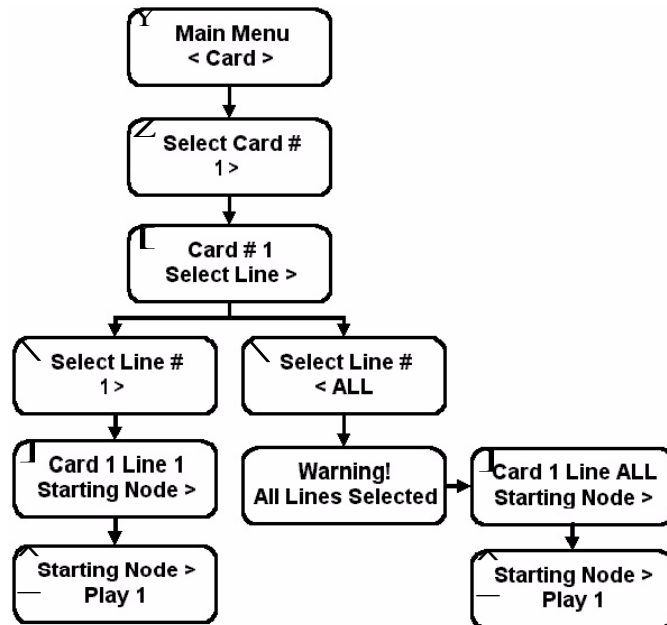 Y
Main Menu
< Card >
Z
Select Card #
1 >
[
Card # 1
Select Line >
\
Select Line #
1 >
\
Select Line #
< ALL
]
Card 1 Line 1
Starting Node >
Warning!
All Lines Selected
]
Card 1 Line ALL
Starting Node >
^
Starting Node >
Play 1
^
Starting Node >
Play 1